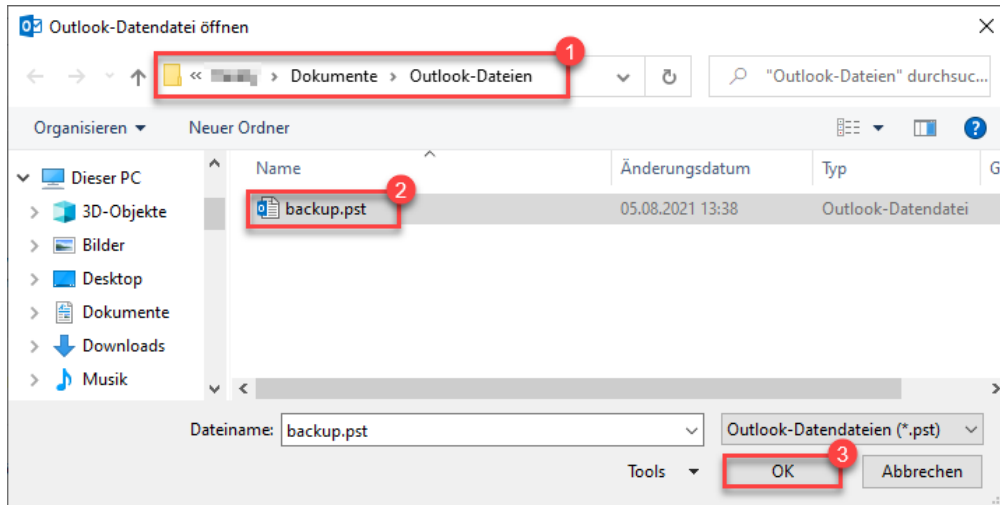 Outlook-Datendatei öffnen
1
« › Dokumente › Outlook-Dateien
"Outlook-Dateien" durchsuc...
Organisieren Neuer Ordner
Name Änderungsdatum Typ G
Dieser PC
2
3D-Objekte
backup.pst 05.08.2021 13:38 Outlook-Datendatei
Bilder
Desktop
Dokumente
Downloads
Musik
Dateiname: backup.pst Outlook-Datendateien (*.pst)
3
Tools OK Abbrechen